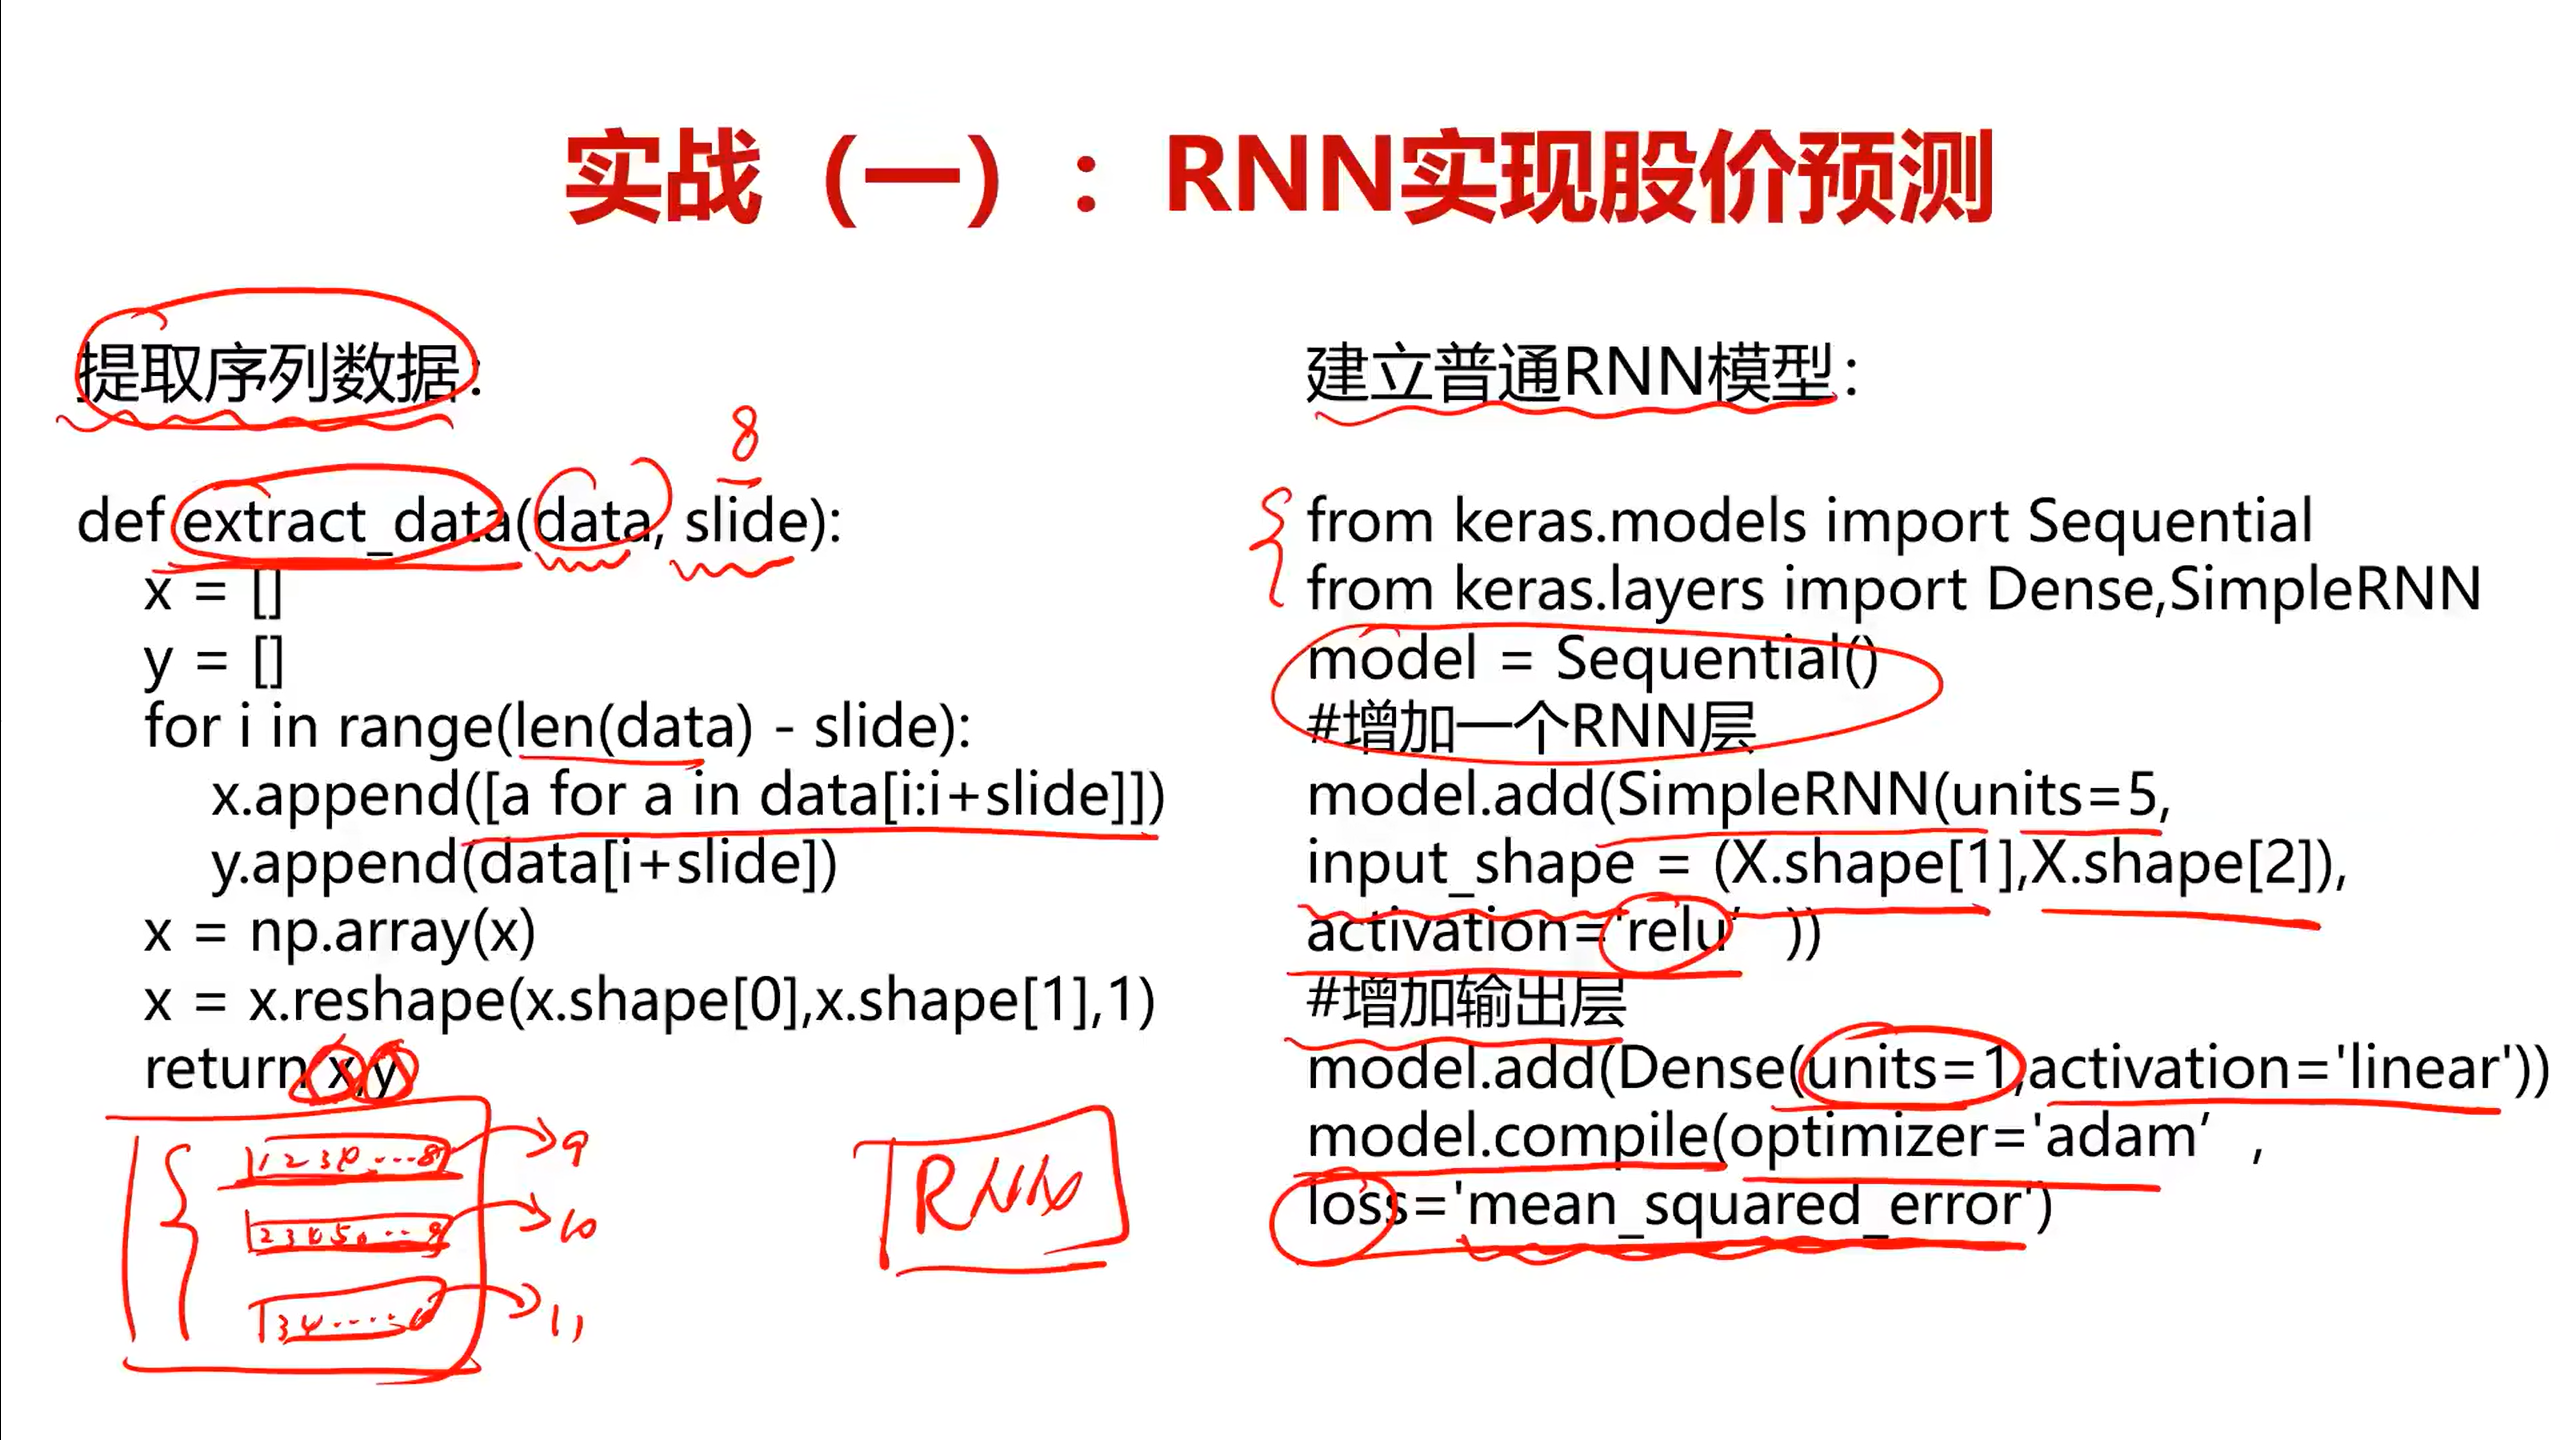 实战（一）：RNN实现股价预测
提取序列数据：
8
def extract_data(data, slide):
x = []
y = []
for i in range(len(data) - slide):
x.append([a for a in data[i:i+slide]])
y.append(data[i+slide])
x = np.array(x)
x = x.reshape(x.shape[0],x.shape[1],1)
return x,y
1 2 3 4 ... 8 9
2 3 4 5 ... 9 10
3 4 .... 11
RNN
建立普通RNN模型：
from keras.models import Sequential
from keras.layers import Dense,SimpleRNN
model = Sequential()
#增加一个RNN层
model.add(SimpleRNN(units=5,
input_shape = (X.shape[1],X.shape[2]),
activation='relu’ ))
#增加输出层
model.add(Dense(units=1,activation='linear'))
model.compile(optimizer='adam’ ,
loss='mean_squared_error')